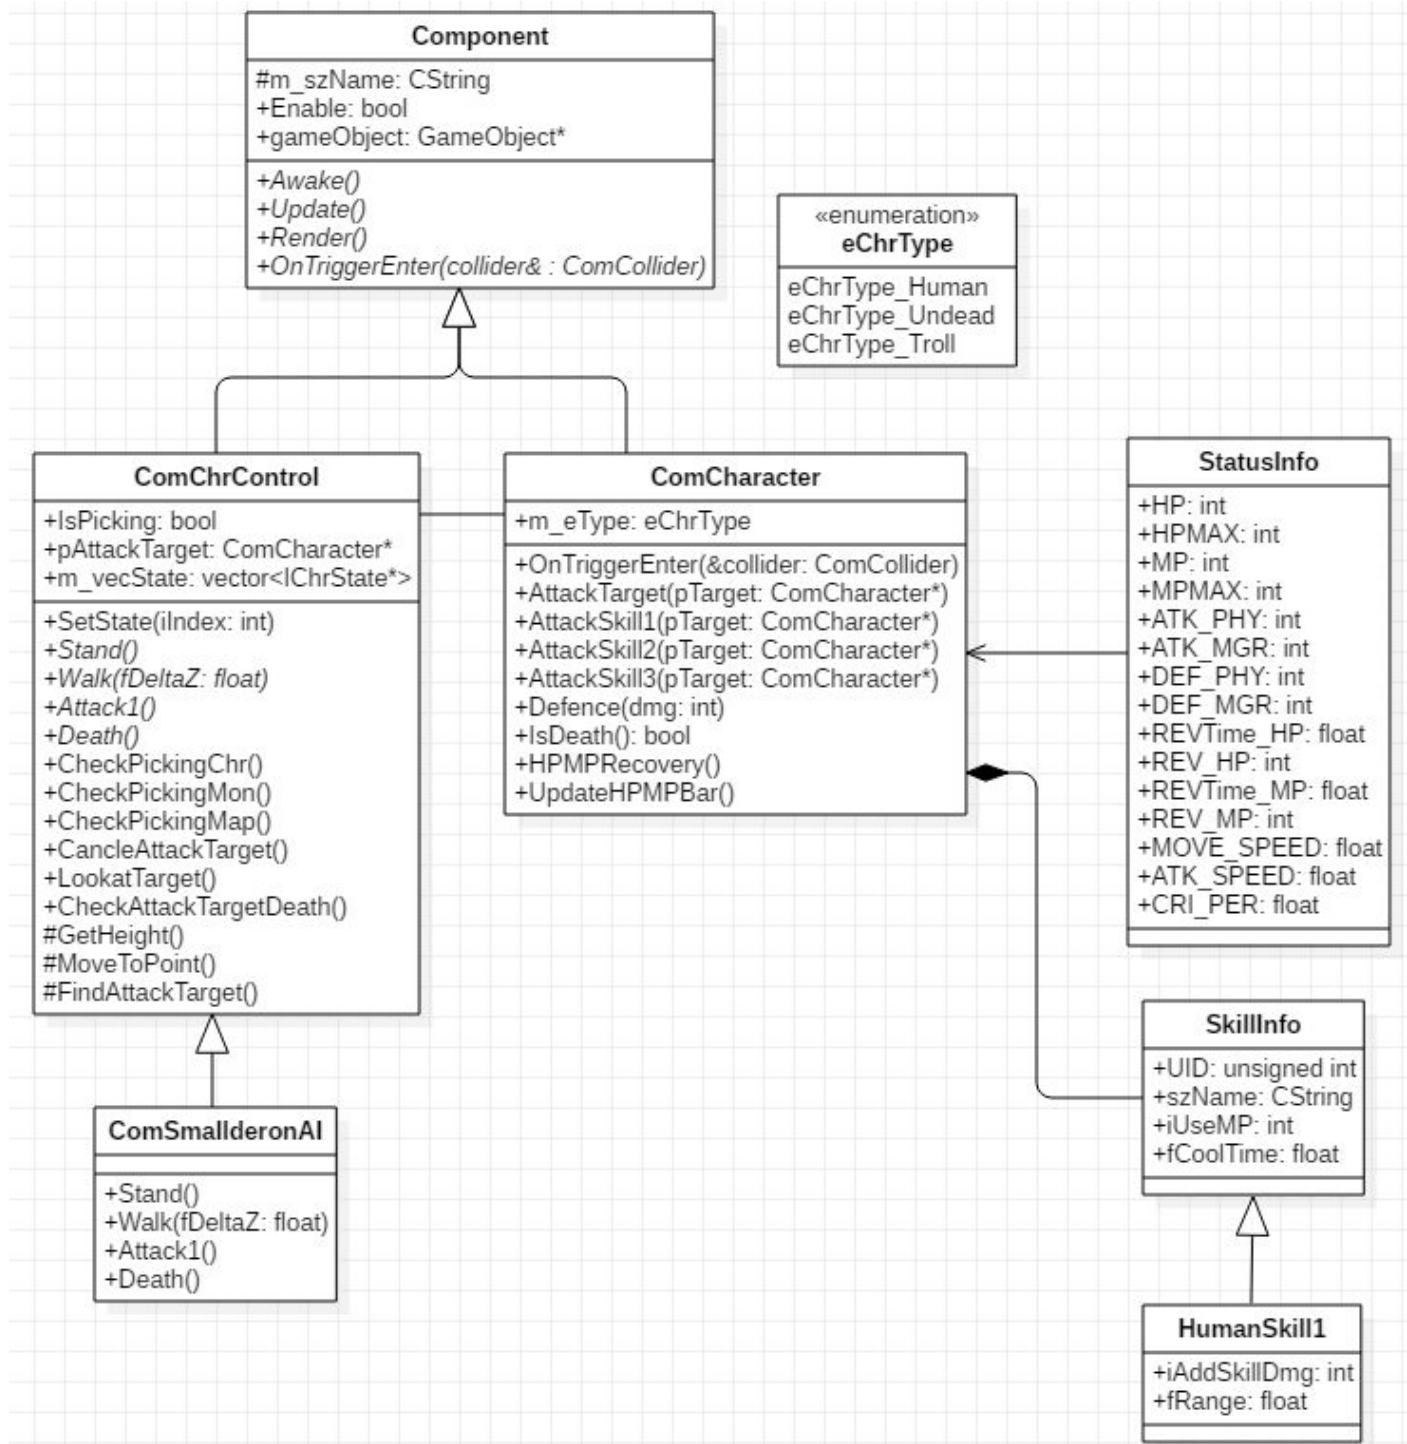 Component
#m_szName: CString
+Enable: bool
+gameObject: GameObject*
+Awake()
+Update()
+Render()
+OnTriggerEnter(collider& : ComCollider)
«enumeration»
eChrType
eChrType_Human
eChrType_Undead
eChrType_Troll
ComChrControl
+IsPicking: bool
+pAttackTarget: ComCharacter*
+m_vecState: vector<IChrState*>
+SetState(iIndex: int)
+Stand()
+Walk(fDeltaZ: float)
+Attack1()
+Death()
+CheckPickingChr()
+CheckPickingMon()
+CheckPickingMap()
+CancleAttackTarget()
+LookatTarget()
+CheckAttackTargetDeath()
#GetHeight()
#MoveToPoint()
#FindAttackTarget()
ComCharacter
+m_eType: eChrType
+OnTriggerEnter(&collider: ComCollider)
+AttackTarget(pTarget: ComCharacter*)
+AttackSkill1(pTarget: ComCharacter*)
+AttackSkill2(pTarget: ComCharacter*)
+AttackSkill3(pTarget: ComCharacter*)
+Defence(dmg: int)
+IsDeath(): bool
+HPMPRecovery()
+UpdateHPMPBar()
StatusInfo
+HP: int
+HPMAX: int
+MP: int
+MPMAX: int
+ATK_PHY: int
+ATK_MGR: int
+DEF_PHY: int
+DEF_MGR: int
+REVTime_HP: float
+REV_HP: int
+REVTime_MP: float
+REV_MP: int
+MOVE_SPEED: float
+ATK_SPEED: float
+CRI_PER: float
ComSmallderonAI
+Stand()
+Walk(fDeltaZ: float)
+Attack1()
+Death()
SkillInfo
+UID: unsigned int
+szName: CString
+iUseMP: int
+fCoolTime: float
HumanSkill1
+iAddSkillDmg: int
+fRange: float